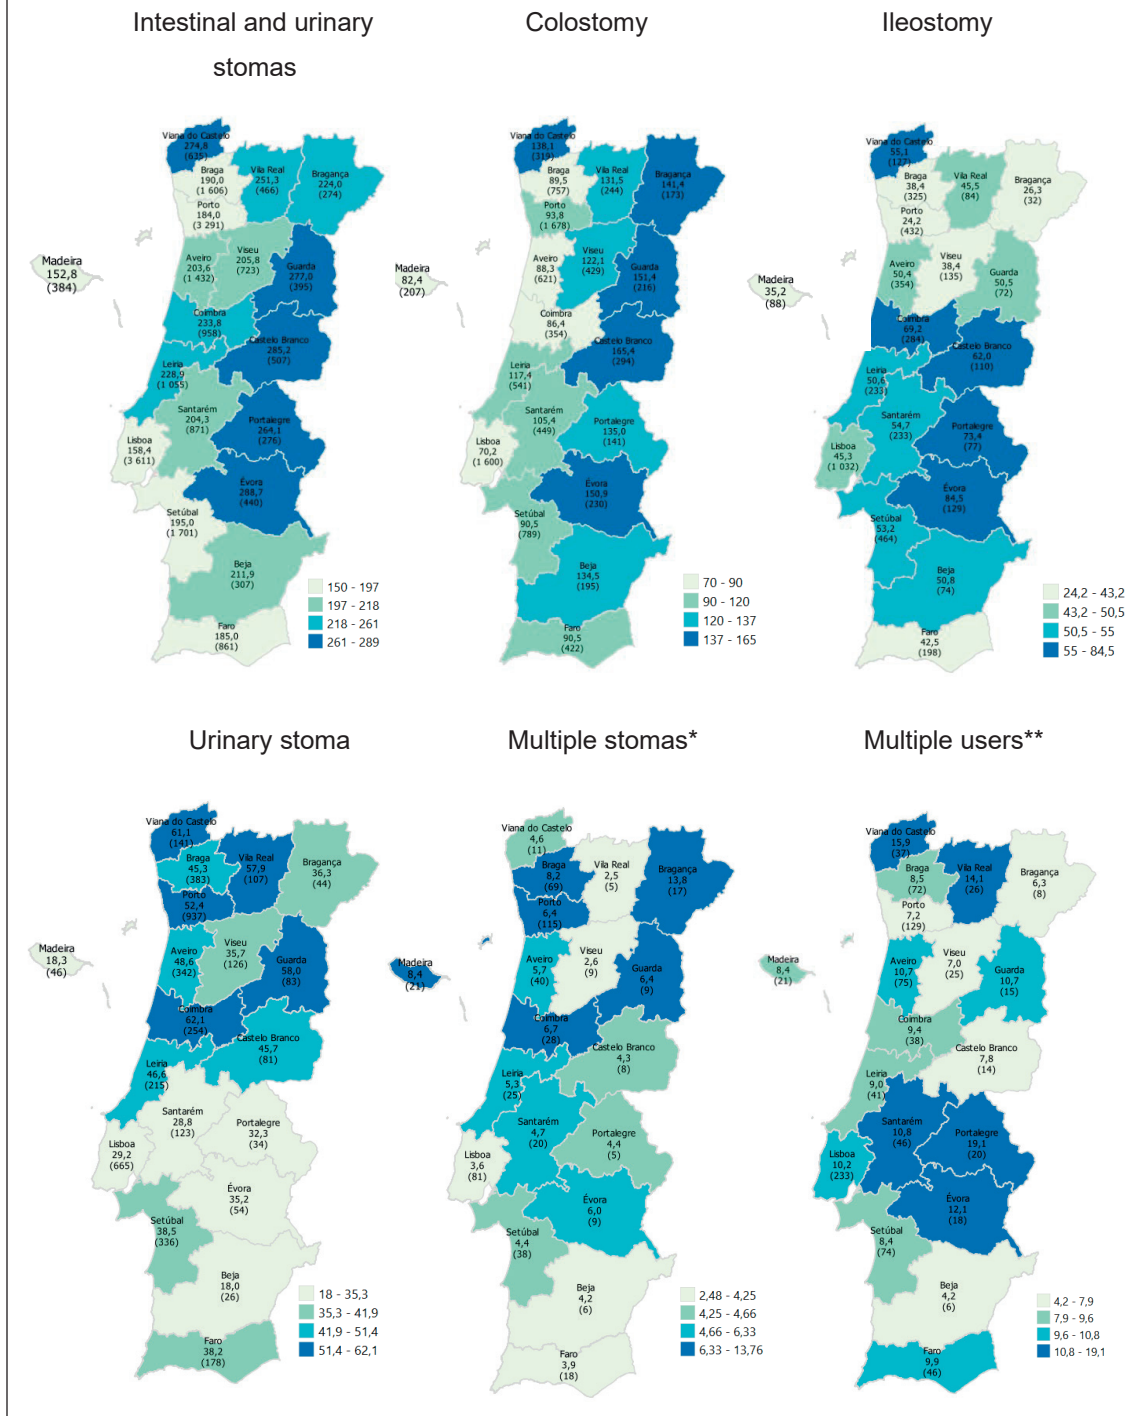 Intestinal and urinary
stomas
Viana do Castelo
274,8
(635)
Braga
190,0
(1 606)
Vila Real
251,3
(466)
Bragança
224,0
(274)
Porto
184,0
(3 291)
Aveiro
203,6
(1 432)
Viseu
205,8
(723)
Guarda
277,0
(395)
Madeira
152,8
(384)
Coimbra
233,8
(958)
Castelo Branco
285,2
(507)
Leiria
228,9
(1 055)
Santarém
204,3
(871)
Portalegre
264,1
(276)
Lisboa
158,4
(3 611)
Évora
288,7
(440)
Setúbal
195,0
(1 701)
Beja
211,9
(307)
Faro
185,0
(861)
150 - 197
197 - 218
218 - 261
261 - 289
Colostomy
Viana do Castelo
138,1
(319)
Braga
89,5
(757)
Vila Real
131,5
(244)
Bragança
141,4
(173)
Porto
93,8
(1 678)
Aveiro
88,3
(621)
Viseu
122,1
(429)
Guarda
151,4
(216)
Madeira
82,4
(207)
Coimbra
86,4
(354)
Castelo Branco
165,4
(294)
Leiria
117,4
(541)
Santarém
105,4
(449)
Portalegre
135,0
(141)
Lisboa
70,2
(1 600)
Évora
150,9
(230)
Setúbal
90,5
(789)
Beja
134,5
(195)
Faro
90,5
(422)
70 - 90
90 - 120
120 - 137
137 - 165
Ileostomy
Viana do Castelo
55,1
(127)
Braga
38,4
(325)
Vila Real
45,5
(84)
Bragança
26,3
(32)
Porto
24,2
(432)
Aveiro
50,4
(354)
Viseu
38,4
(135)
Guarda
50,5
(72)
Madeira
35,2
(88)
Coimbra
69,2
(284)
Castelo Branco
62,0
(110)
Leiria
50,6
(233)
Santarém
54,7
(233)
Portalegre
73,4
(77)
Lisboa
45,3
(1 032)
Évora
84,5
(129)
Setúbal
53,2
(464)
Beja
50,8
(74)
Faro
42,5
(198)
24,2 - 43,2
43,2 - 50,5
50,5 - 55
55 - 84,5
Urinary stoma
Viana do Castelo
61,1
(141)
Braga
45,3
(383)
Vila Real
57,9
(107)
Bragança
36,3
(44)
Porto
52,4
(937)
Aveiro
48,6
(342)
Viseu
35,7
(126)
Guarda
58,0
(83)
Madeira
18,3
(46)
Coimbra
62,1
(254)
Castelo Branco
45,7
(81)
Leiria
46,6
(215)
Santarém
28,8
(123)
Portalegre
32,3
(34)
Lisboa
29,2
(665)
Évora
35,2
(54)
Setúbal
38,5
(336)
Beja
18,0
(26)
Faro
38,2
(178)
18 - 35,3
35,3 - 41,9
41,9 - 51,4
51,4 - 62,1
Multiple stomas*
Viana do Castelo
4,6
(11)
Braga
8,2
(69)
Vila Real
2,5
(5)
Bragança
13,8
(17)
Porto
6,4
(115)
Aveiro
5,7
(40)
Viseu
2,6
(9)
Guarda
6,4
(9)
Madeira
8,4
(21)
Coimbra
6,7
(28)
Castelo Branco
4,3
(8)
Leiria
5,3
(25)
Santarém
4,7
(20)
Portalegre
4,4
(5)
Lisboa
3,6
(81)
Évora
6,0
(9)
Setúbal
4,4
(38)
Beja
4,2
(6)
Faro
3,9
(18)
2,48 - 4,25
4,25 - 4,66
4,66 - 6,33
6,33 - 13,76
Multiple users**
Viana do Castelo
15,9
(37)
Braga
8,5
(72)
Vila Real
14,1
(26)
Bragança
6,3
(8)
Porto
7,2
(129)
Aveiro
10,7
(75)
Viseu
7,0
(25)
Guarda
10,7
(15)
Madeira
8,4
(21)
Coimbra
9,4
(38)
Castelo Branco
7,8
(14)
Leiria
9,0
(41)
Santarém
10,8
(46)
Portalegre
19,1
(20)
Lisboa
10,2
(233)
Évora
12,1
(18)
Setúbal
8,4
(74)
Beja
4,2
(6)
Faro
9,9
(46)
4,2 - 7,9
7,9 - 9,6
9,6 - 10,8
10,8 - 19,1